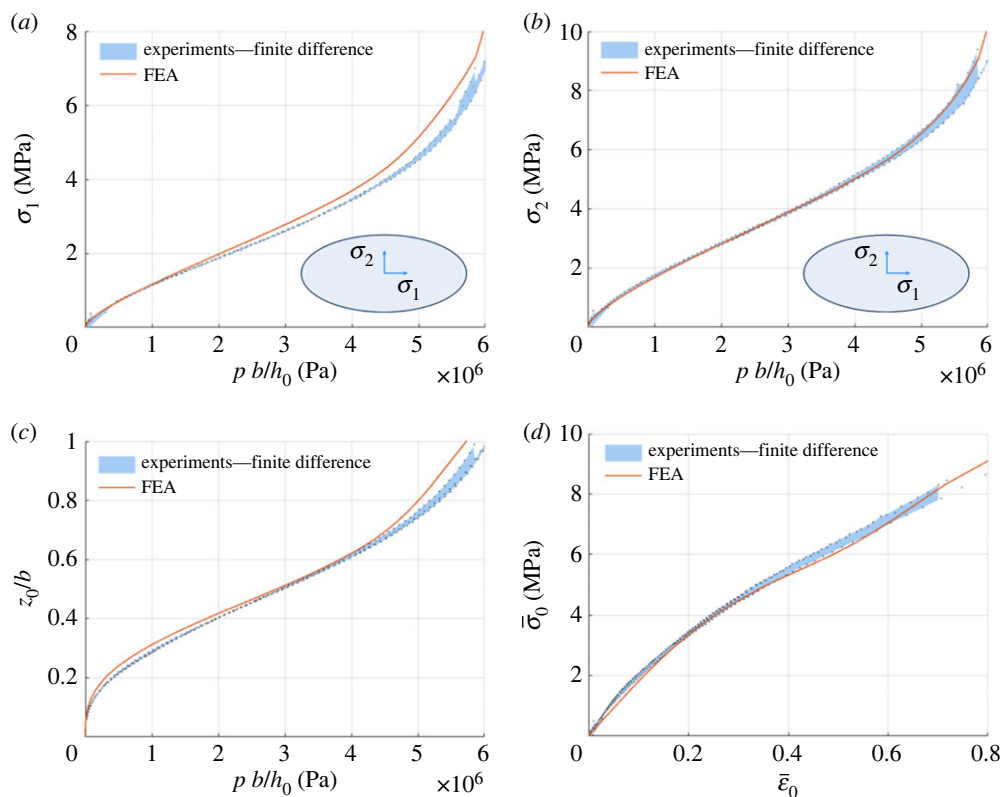 (a)
8
6
4
2
0
σ1 (MPa)
experiments—finite difference
FEA
σ2
σ1
1 2 3 4 5 6
p b/h0 (Pa)
×10^6
(b)
10
8
6
4
2
0
σ2 (MPa)
experiments—finite difference
FEA
σ2
σ1
1 2 3 4 5 6
p b/h0 (Pa)
×10^6
(c)
1
0.8
0.6
0.4
0.2
0
z0/b
experiments—finite difference
FEA
1 2 3 4 5 6
p b/h0 (Pa)
×10^6
(d)
10
8
6
4
2
0
σ̄0 (MPa)
experiments—finite difference
FEA
0.2 0.4 0.6 0.8
ε̄0